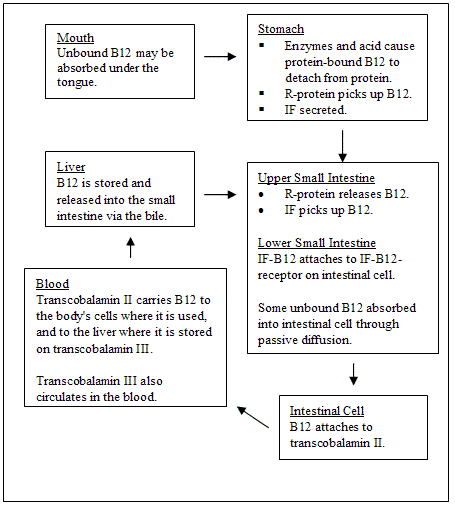 Mouth
Unbound B12 may be
absorbed under the
tongue.
Stomach
▪ Enzymes and acid cause
protein-bound B12 to
detach from protein.
▪ R-protein picks up B12.
▪ IF secreted.
Liver
B12 is stored and
released into the small
intestine via the bile.
Upper Small Intestine
● R-protein releases B12.
● IF picks up B12.
Lower Small Intestine
IF-B12 attaches to IF-B12-
receptor on intestinal cell.
Some unbound B12 absorbed
into intestinal cell through
passive diffusion.
Blood
Transcobalamin II carries B12 to
the body's cells where it is used,
and to the liver where it is stored
on transcobalamin III.
Transcobalamin III also
circulates in the blood.
Intestinal Cell
B12 attaches to
transcobalamin II.